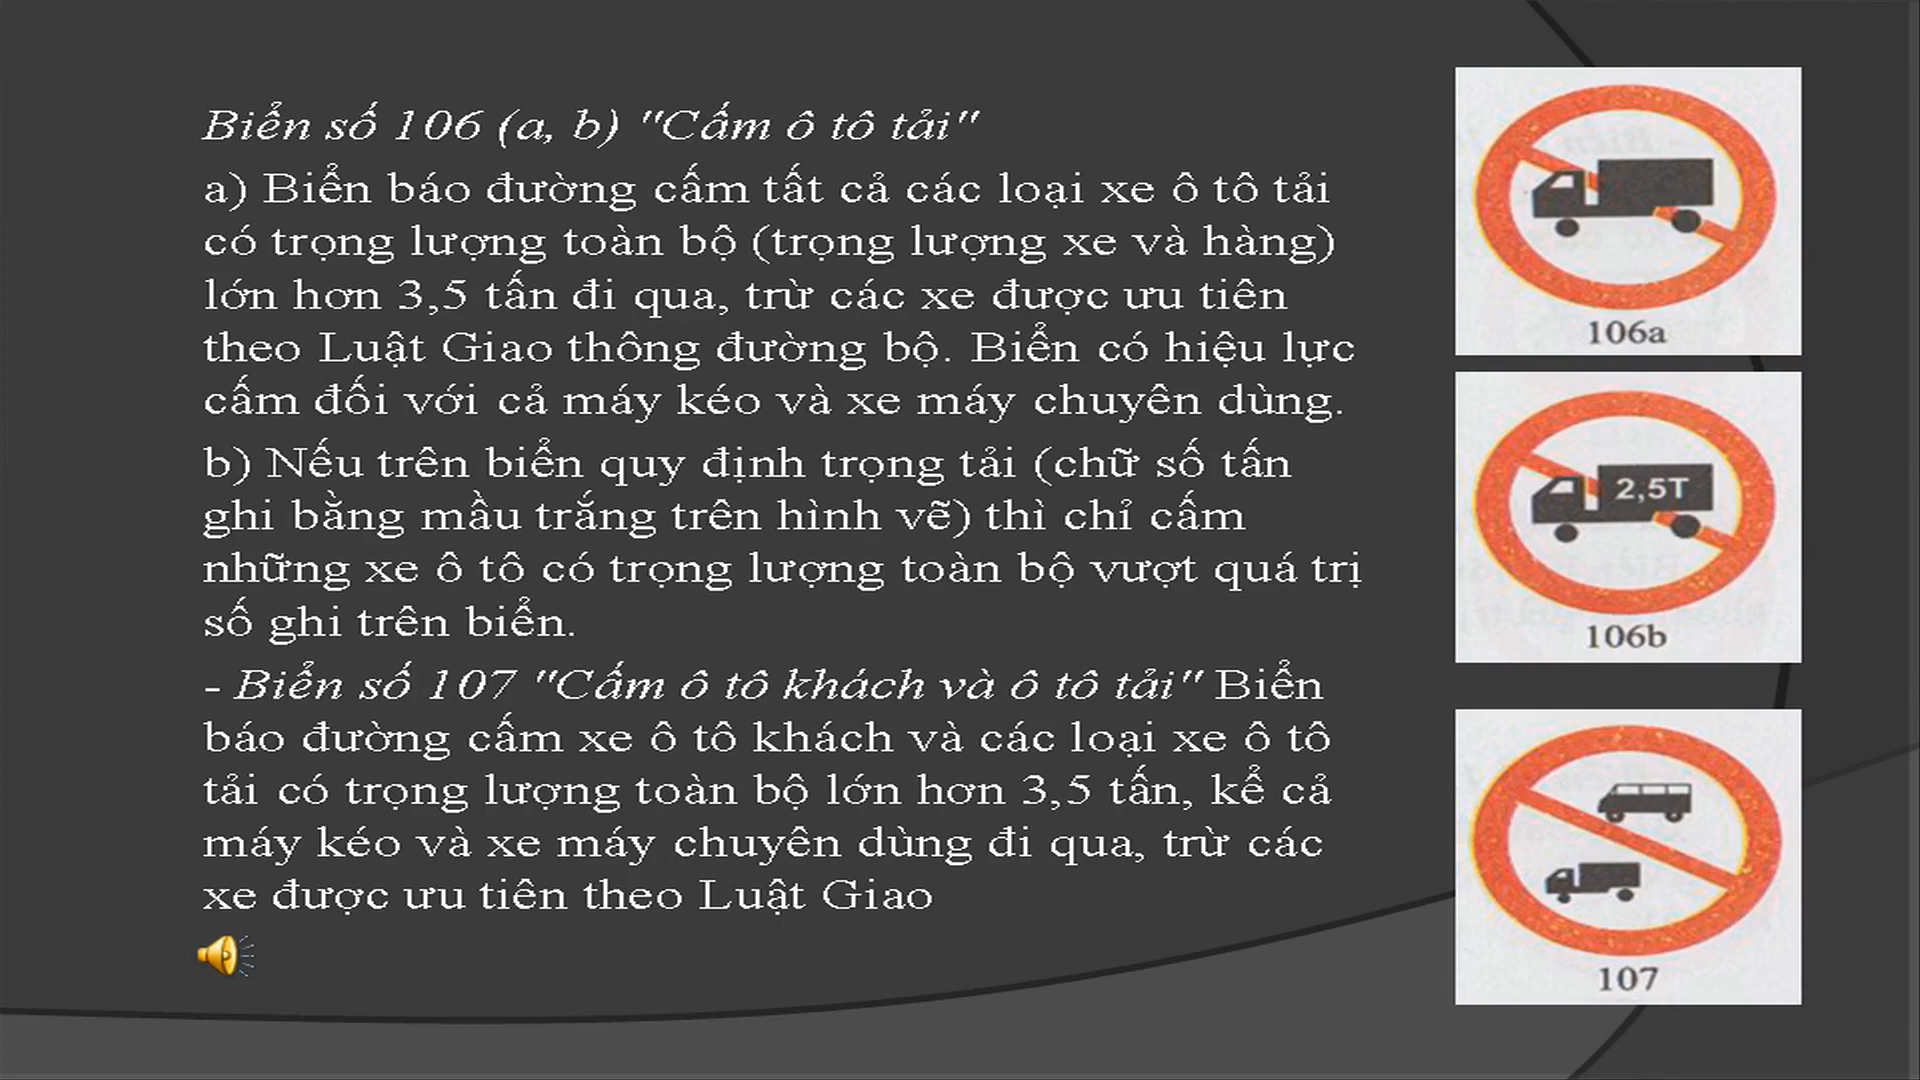 Biển số 106 (a, b) "Cấm ô tô tải"
a) Biển báo đường cấm tất cả các loại xe ô tô tải
có trọng lượng toàn bộ (trọng lượng xe và hàng)
lớn hơn 3,5 tấn đi qua, trừ các xe được ưu tiên
theo Luật Giao thông đường bộ. Biển có hiệu lực
cấm đối với cả máy kéo và xe máy chuyên dùng.
b) Nếu trên biển quy định trọng tải (chữ số tấn
ghi bằng mầu trắng trên hình vẽ) thì chỉ cấm
những xe ô tô có trọng lượng toàn bộ vượt quá trị
số ghi trên biển.
- Biển số 107 "Cấm ô tô khách và ô tô tải" Biển
báo đường cấm xe ô tô khách và các loại xe ô tô
tải có trọng lượng toàn bộ lớn hơn 3,5 tấn, kể cả
máy kéo và xe máy chuyên dùng đi qua, trừ các
xe được ưu tiên theo Luật Giao
106a
2,5T
106b
107